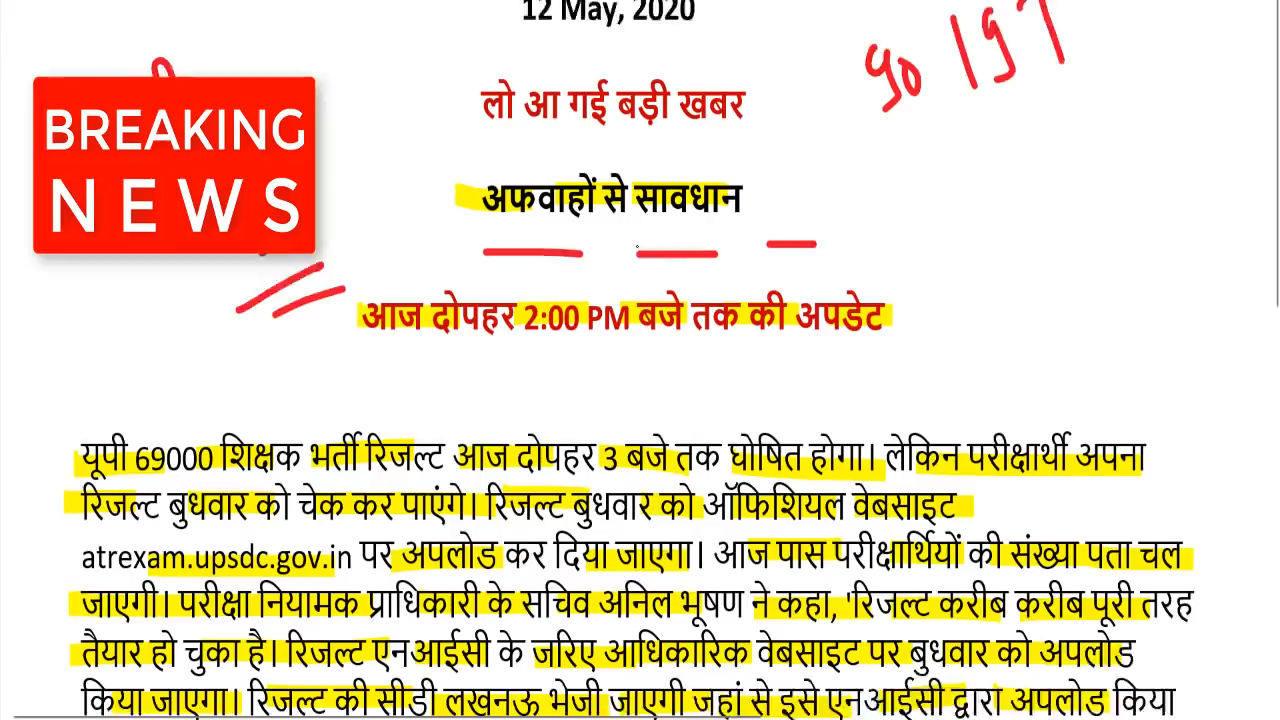 12 May, 2020
लो आ गई बड़ी खबर
BREAKING
NEWS
अफवाहों से सावधान
आज दोपहर 2:00 PM बजे तक की अपडेट
यूपी 69000 शिक्षक भर्ती रिजल्ट आज दोपहर 3 बजे तक घोषित होगा। लेकिन परीक्षार्थी अपना
रिजल्ट बुधवार को चेक कर पाएंगे। रिजल्ट बुधवार को ऑफिशियल वेबसाइट
atrexam.upsdc.gov.in पर अपलोड कर दिया जाएगा। आज पास परीक्षार्थियों की संख्या पता चल
जाएगी। परीक्षा नियामक प्राधिकारी के सचिव अनिल भूषण ने कहा, 'रिजल्ट करीब करीब पूरी तरह
तैयार हो चुका है। रिजल्ट एनआईसी के जरिए आधिकारिक वेबसाइट पर बुधवार को अपलोड
किया जाएगा। रिजल्ट की सीडी लखनऊ भेजी जाएगी जहां से इसे एनआईसी द्वारा अपलोड किया